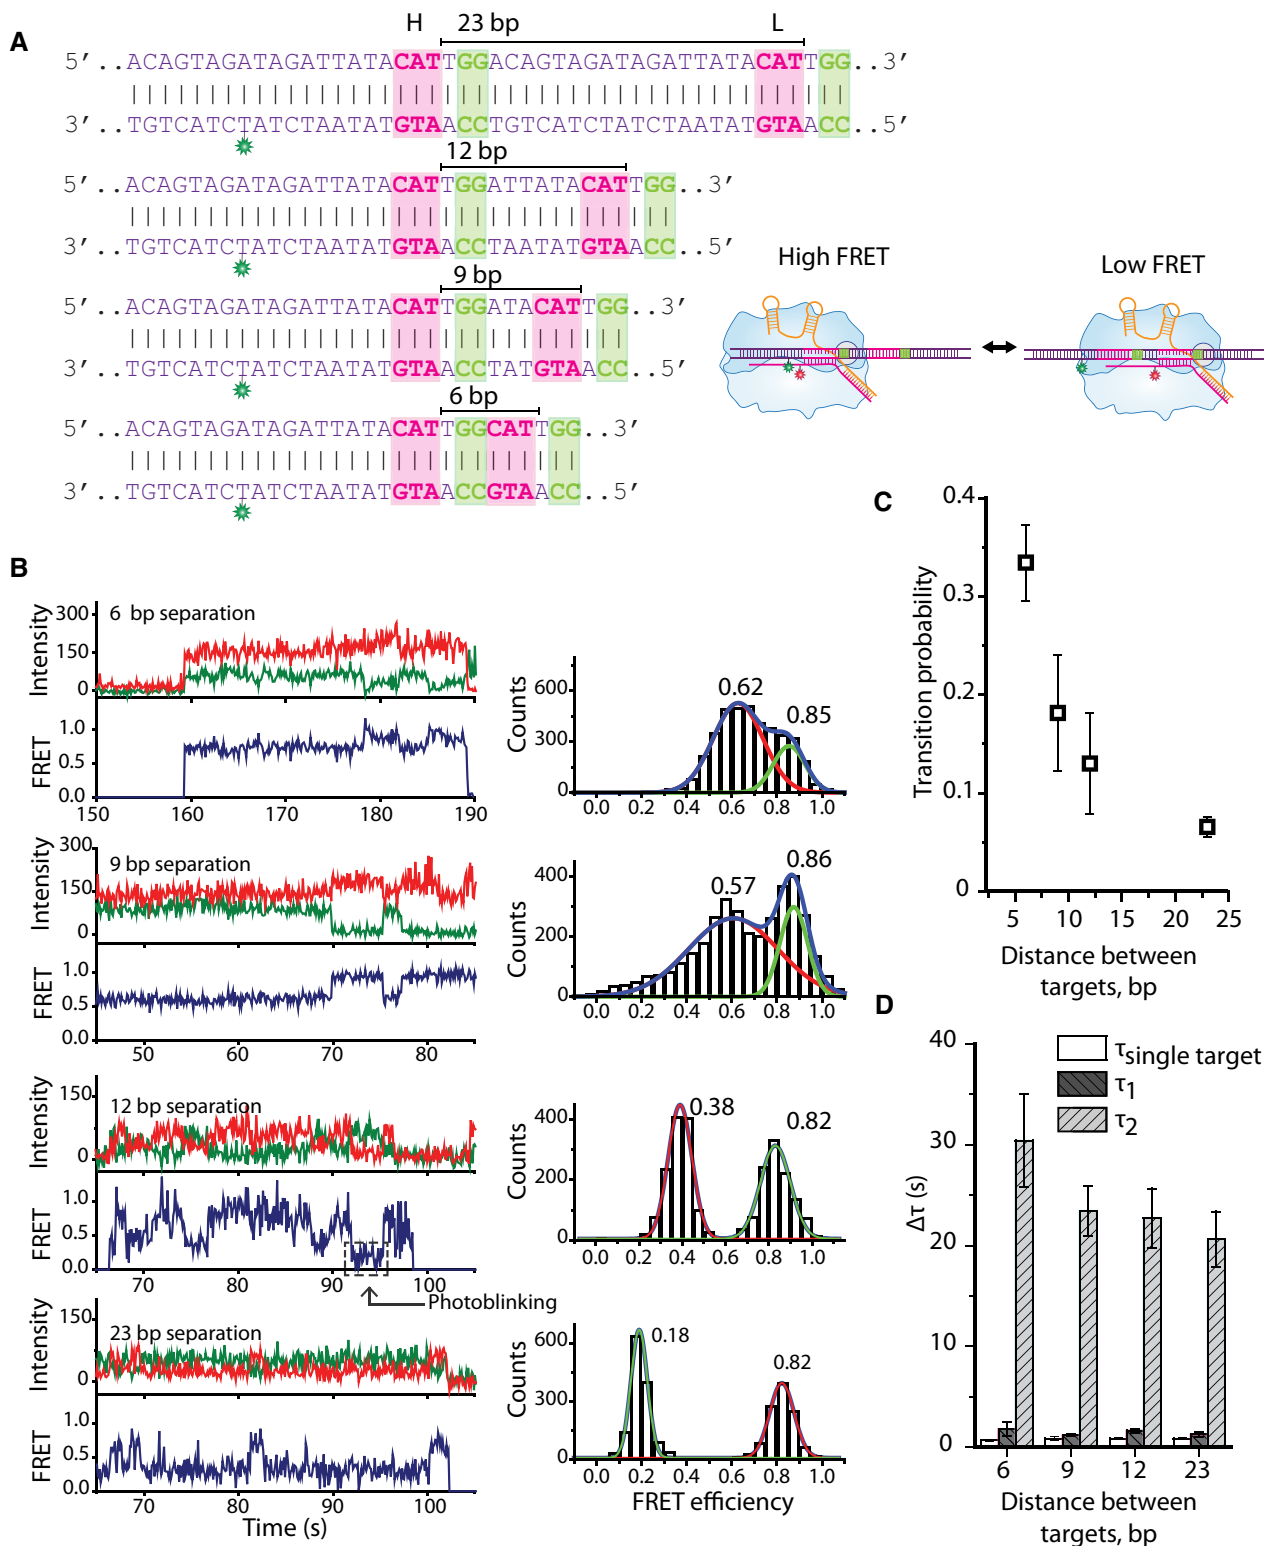 A
H 23 bp L
5′..ACAGTAGATAGATTATACATTGGACAGTAGATAGATTATACATTGG..3′
3′..TGTCATCTATCTAATATGTAACCTGTCATCTATCTAATATGTAACC..5′
12 bp
5′..ACAGTAGATAGATTATACATTGGATTATACATTGG..3′
3′..TGTCATCTATCTAATATGTAACCTAATATGTAACC..5′
9 bp
5′..ACAGTAGATAGATTATACATTGGATACATTGG..3′
3′..TGTCATCTATCTAATATGTAACCTATGTAACC..5′
6 bp
5′..ACAGTAGATAGATTATACATTGGCATTGG..3′
3′..TGTCATCTATCTAATATGTAACCGTAACC..5′
High FRET
Low FRET
B
6 bp separation
Intensity
300
150
0
FRET
1.0
0.5
0.0
150 160 170 180 190
Counts
600
300
0
0.62
0.85
0.0 0.2 0.4 0.6 0.8 1.0
9 bp separation
Intensity
300
150
0
FRET
1.0
0.5
0.0
50 60 70 80
Counts
400
200
0
0.57
0.86
0.0 0.2 0.4 0.6 0.8 1.0
12 bp separation
Intensity
150
0
FRET
1.0
0.5
0.0
70 80 90 100
Photoblinking
Counts
400
200
0
0.38
0.82
0.0 0.2 0.4 0.6 0.8 1.0
23 bp separation
Intensity
150
0
FRET
1.0
0.5
0.0
70 80 90 100
Time (s)
Counts
600
300
0
0.18
0.82
0.0 0.2 0.4 0.6 0.8 1.0
FRET efficiency
C
Transition probability
0.4
0.3
0.2
0.1
0
5 10 15 20 25
Distance between
targets, bp
D
τsingle target
τ1
τ2
Δτ (s)
40
30
20
10
0
6 9 12 23
Distance between
targets, bp